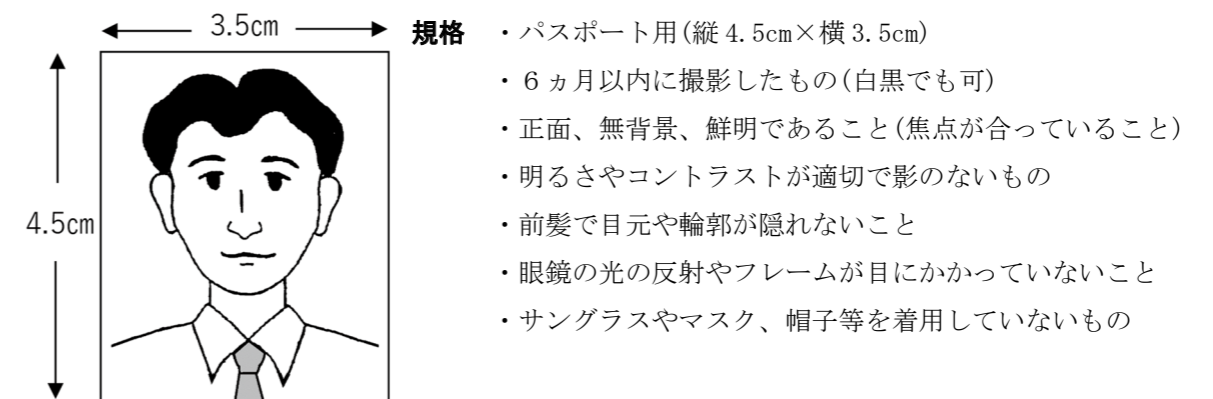 3.5㎝
4.5㎝
規格 ・パスポート用(縦 4.5cm×横 3.5cm)
・６ヵ月以内に撮影したもの(白黒でも可)
・正面、無背景、鮮明であること(焦点が合っていること)
・明るさやコントラストが適切で影のないもの
・前髪で目元や輪郭が隠れないこと
・眼鏡の光の反射やフレームが目にかかっていないこと
・サングラスやマスク、帽子等を着用していないもの